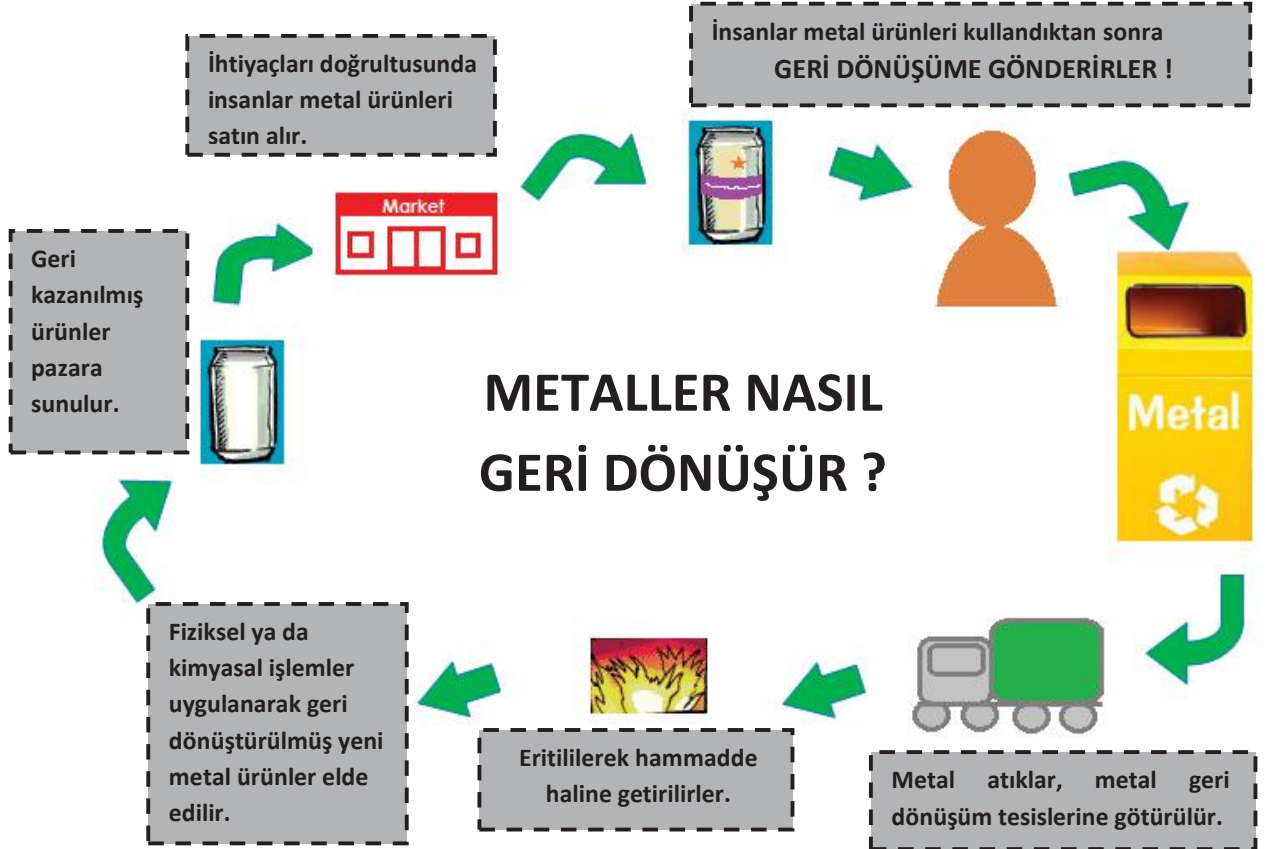 İhtiyaçları doğrultusunda
insanlar metal ürünleri
satın alır.
İnsanlar metal ürünleri kullandıktan sonra
GERİ DÖNÜŞÜME GÖNDERİRLER !
Market
Geri
kazanılmış
ürünler
pazara
sunulur.
METALLER NASIL
GERİ DÖNÜŞÜR ?
Metal
Fiziksel ya da
kimyasal işlemler
uygulanarak geri
dönüştürülmüş yeni
metal ürünler elde
edilir.
Eritililerek hammadde
haline getirilirler.
Metal atıklar, metal geri
dönüşüm tesislerine götürülür.